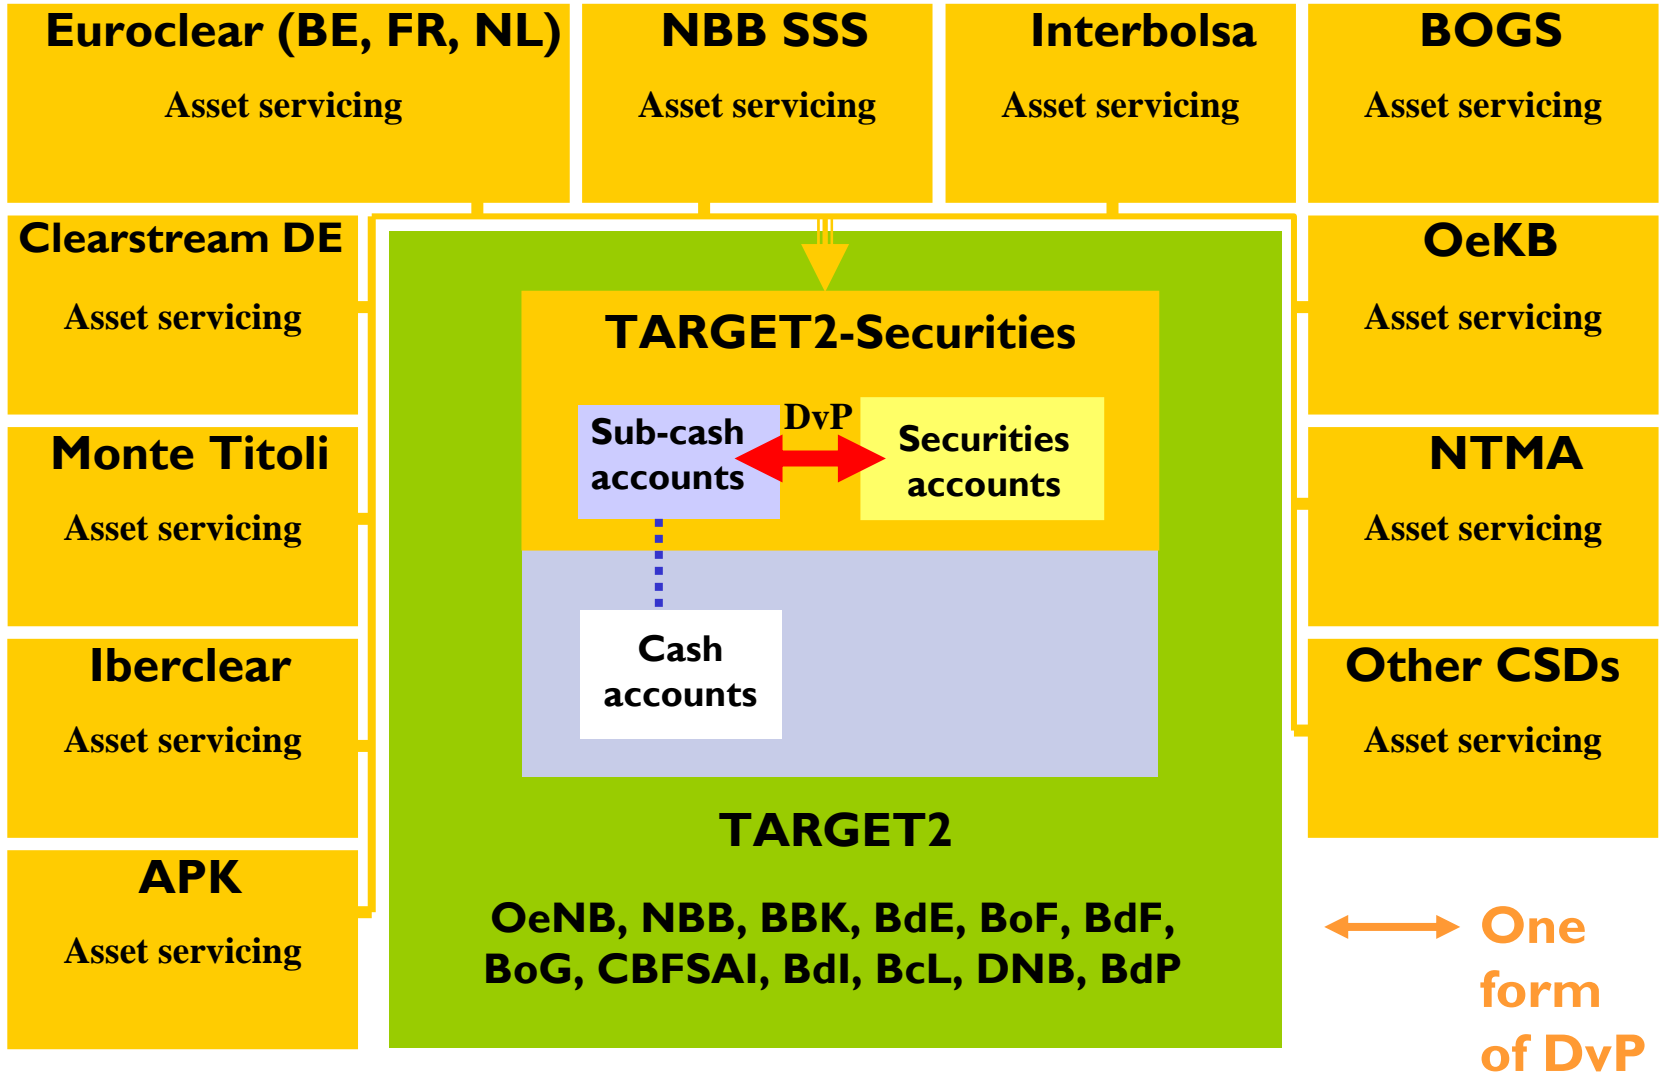 Euroclear (BE, FR, NL)
Asset servicing
NBB SSS
Asset servicing
Interbolsa
Asset servicing
BOGS
Asset servicing
Clearstream DE
Asset servicing
OeKB
Asset servicing
TARGET2-Securities
Sub-cash
accounts
DvP
Securities
accounts
Monte Titoli
Asset servicing
NTMA
Asset servicing
Cash
accounts
Iberclear
Asset servicing
Other CSDs
Asset servicing
TARGET2
APK
Asset servicing
OeNB, NBB, BBK, BdE, BoF, BdF,
BoG, CBFSAI, BdI, BcL, DNB, BdP
One
form
of DvP